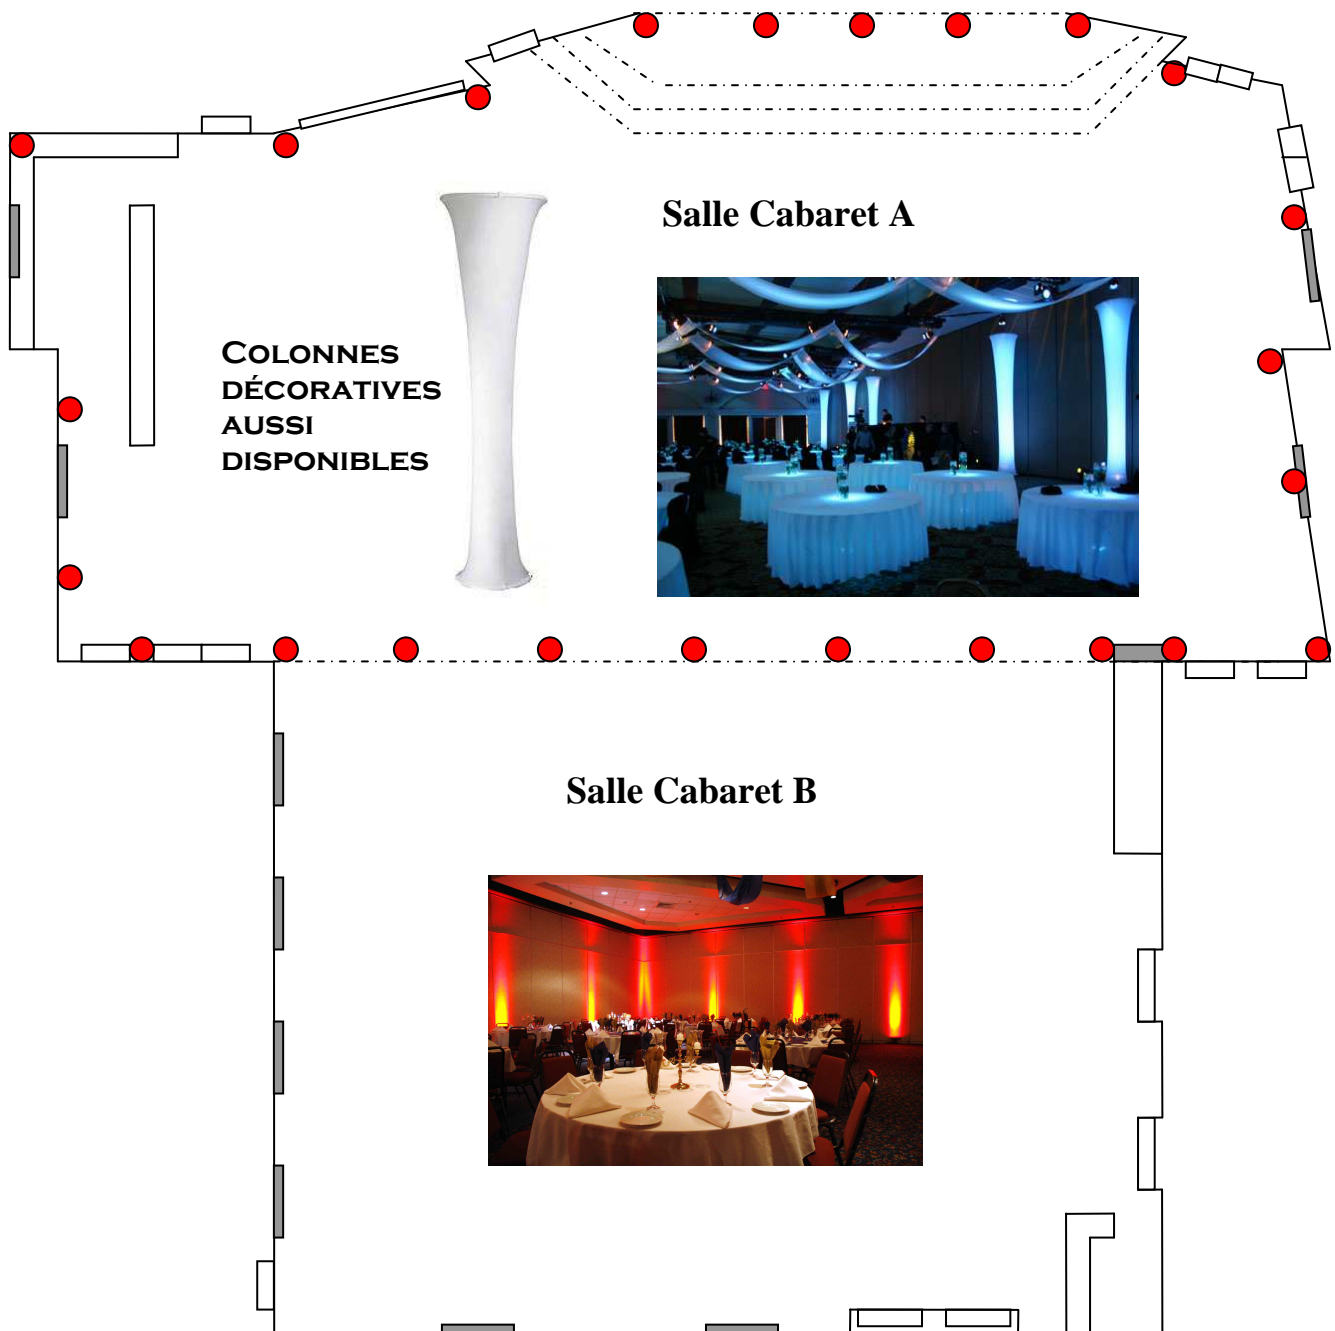 Salle Cabaret A
COLONNES
DÉCORATIVES
AUSSI
DISPONIBLES
Salle Cabaret B